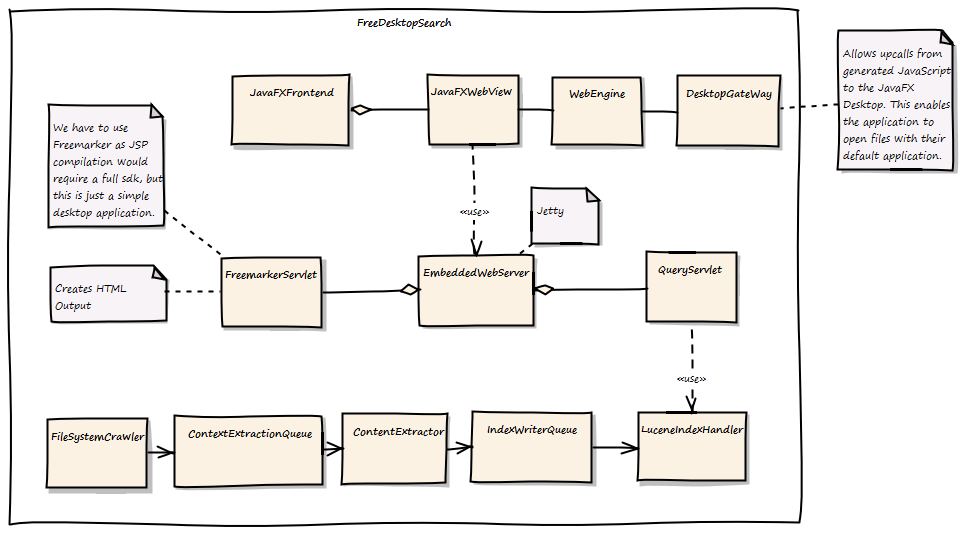 FreeDesktopSearch
Allows upcalls from
generated JavaScript
to the JavaFX
Desktop. This enables
the application to
open files with their
default application.
JavaFXFrontend
JavaFXWebView
WebEngine
DesktopGateWay
We have to use
Freemarker as JSP
compilation would
require a full sdk, but
this is just a simple
desktop application.
«use»
Jetty
FreemarkerServlet
EmbeddedWebServer
QueryServlet
Creates HTML
Output
«use»
FileSystemCrawler
ContextExtractionQueue
ContentExtractor
IndexWriterQueue
LuceneIndexHandler